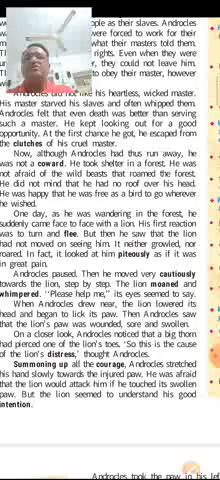 ople as their slaves. Androcles
were forced to work for their
what their masters told them.
rights. Even when they were
r, they could not leave him.
to obey their master, however
Androcles did not like his heartless, wicked master.
His master starved his slaves and often whipped them.
Androcles felt that even death was better than serving
such a master. He kept looking out for a good
opportunity. At the first chance he got, he escaped from
the clutches of his cruel master.
Now, although Androcles had thus run away, he
was not a coward. He took shelter in a forest. He was
not afraid of the wild beasts that roamed the forest.
He did not mind that he had no roof over his head.
He was happy that he was free as a bird to go wherever
he wished.
One day, as he was wandering in the forest, he
suddenly came face to face with a lion. His first reaction
was to turn and flee. But then he saw that the lion
had not moved on seeing him. It neither growled, nor
roared. In fact, it looked at him piteously as if it was
in great pain.
Androcles paused. Then he moved very cautiously
towards the lion, step by step. The lion moaned and
whimpered. "Please help me," its eyes seemed to say.
When Androcles drew near, the lion lowered its
head and began to lick its paw. Then Androcles saw
that the lion's paw was wounded, sore and swollen.
On a closer look, Androcles noticed that a big thorn
had pierced one of the lion's toes. 'So this is the cause
of the lion's distress,' thought Androcles.
Summoning up all the courage, Androcles stretched
his hand slowly towards the injured paw. He was afraid
that the lion would attack him if he touched its swollen
paw. But the lion seemed to understand his good
intention.
Androcles took the paw in his lef